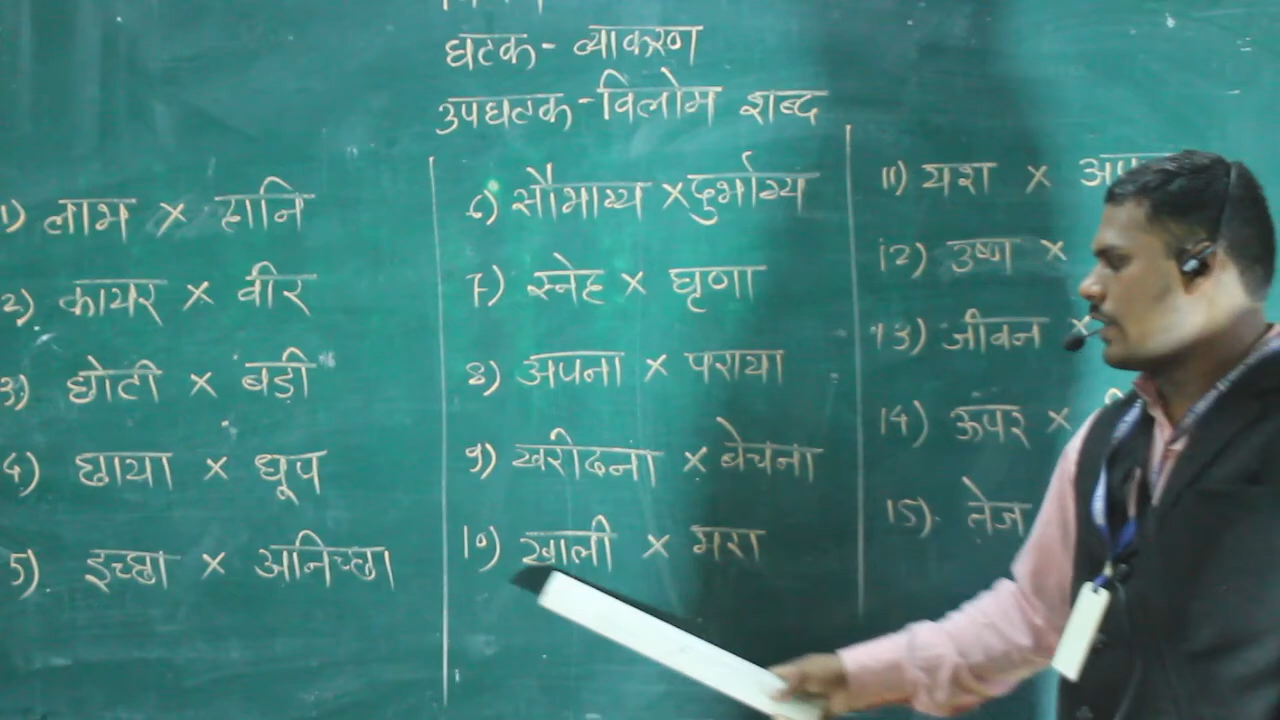 घटक - व्याकरण
उपघटक - विलोम शब्द
1) लाभ × हानि
2) कायर × वीर
3) छोटी × बड़ी
4) छाया × धूप
5) इच्छा × अनिच्छा
6) सौभाग्य × दुर्भाग्य
7) स्नेह × घृणा
8) अपना × पराया
9) खरीदना × बेचना
10) खाली × भरा
11) यश ×
12) उष्ण ×
13) जीवन ×
14) ऊपर ×
15) तेज